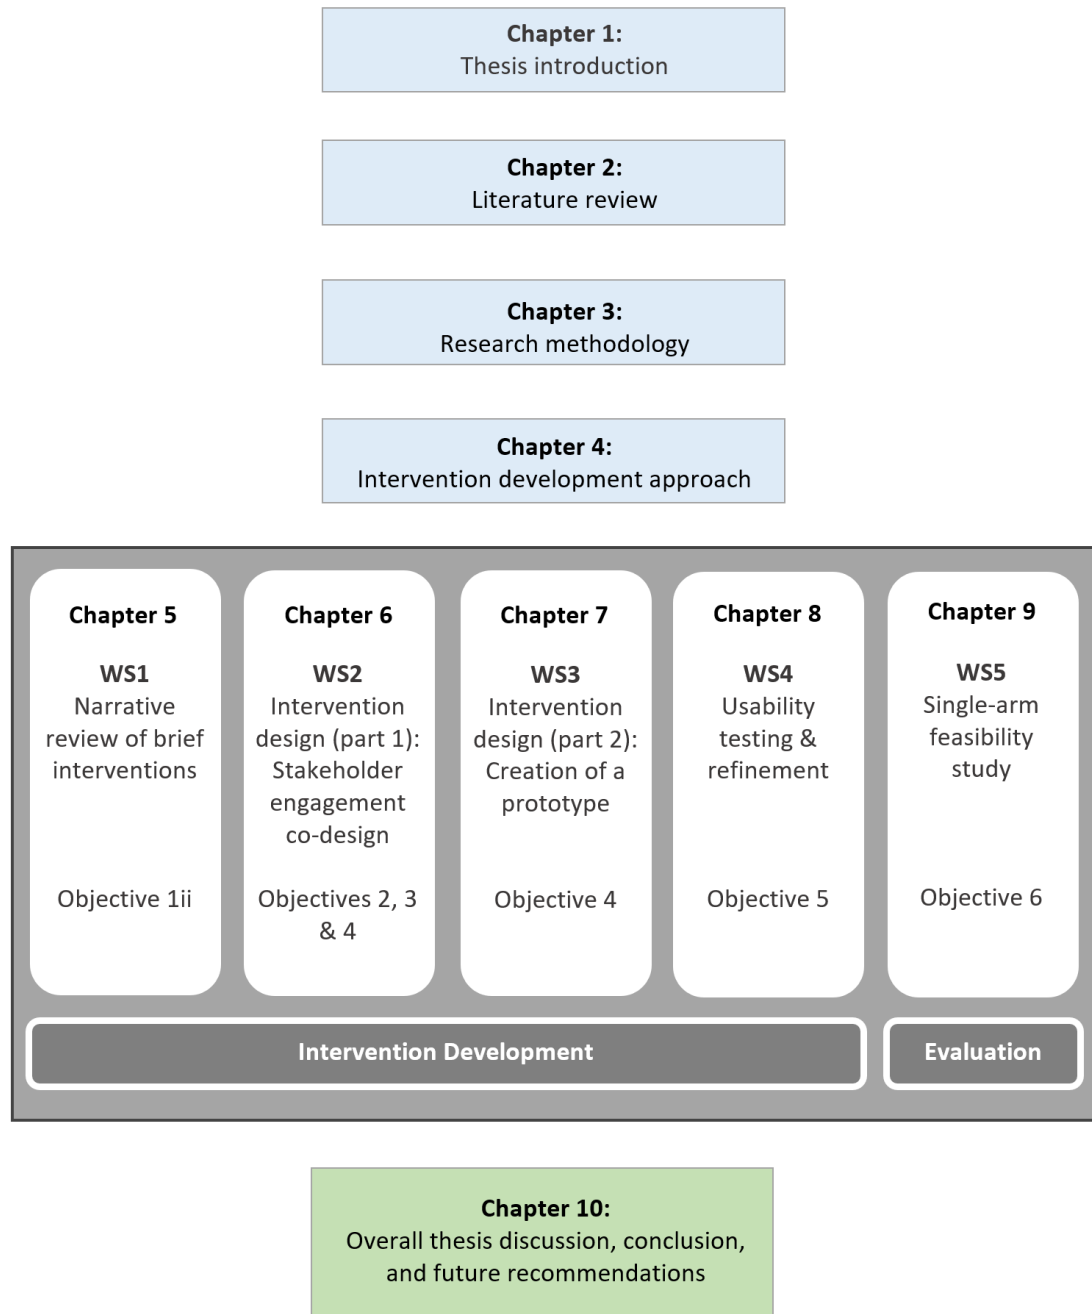 Chapter 1:
Thesis introduction
Chapter 2:
Literature review
Chapter 3:
Research methodology
Chapter 4:
Intervention development approach
Chapter 5
WS1
Narrative
review of brief
interventions
Objective 1ii
Chapter 6
WS2
Intervention
design (part 1):
Stakeholder
engagement
co-design
Objectives 2, 3
& 4
Chapter 7
WS3
Intervention
design (part 2):
Creation of a
prototype
Objective 4
Chapter 8
WS4
Usability
testing &
refinement
Objective 5
Chapter 9
WS5
Single-arm
feasibility
study
Objective 6
Intervention Development
Evaluation
Chapter 10:
Overall thesis discussion, conclusion,
and future recommendations